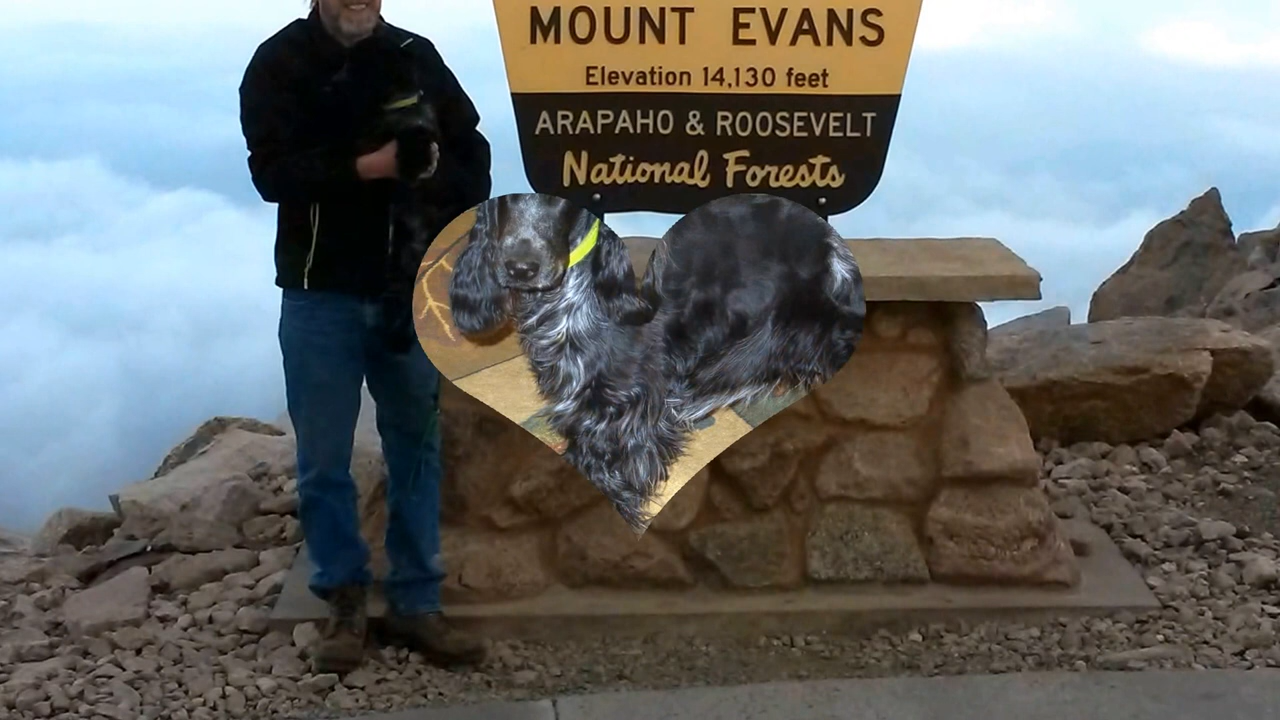 MOUNT EVANS
Elevation 14,130 feet
ARAPAHO & ROOSEVELT
National Forests